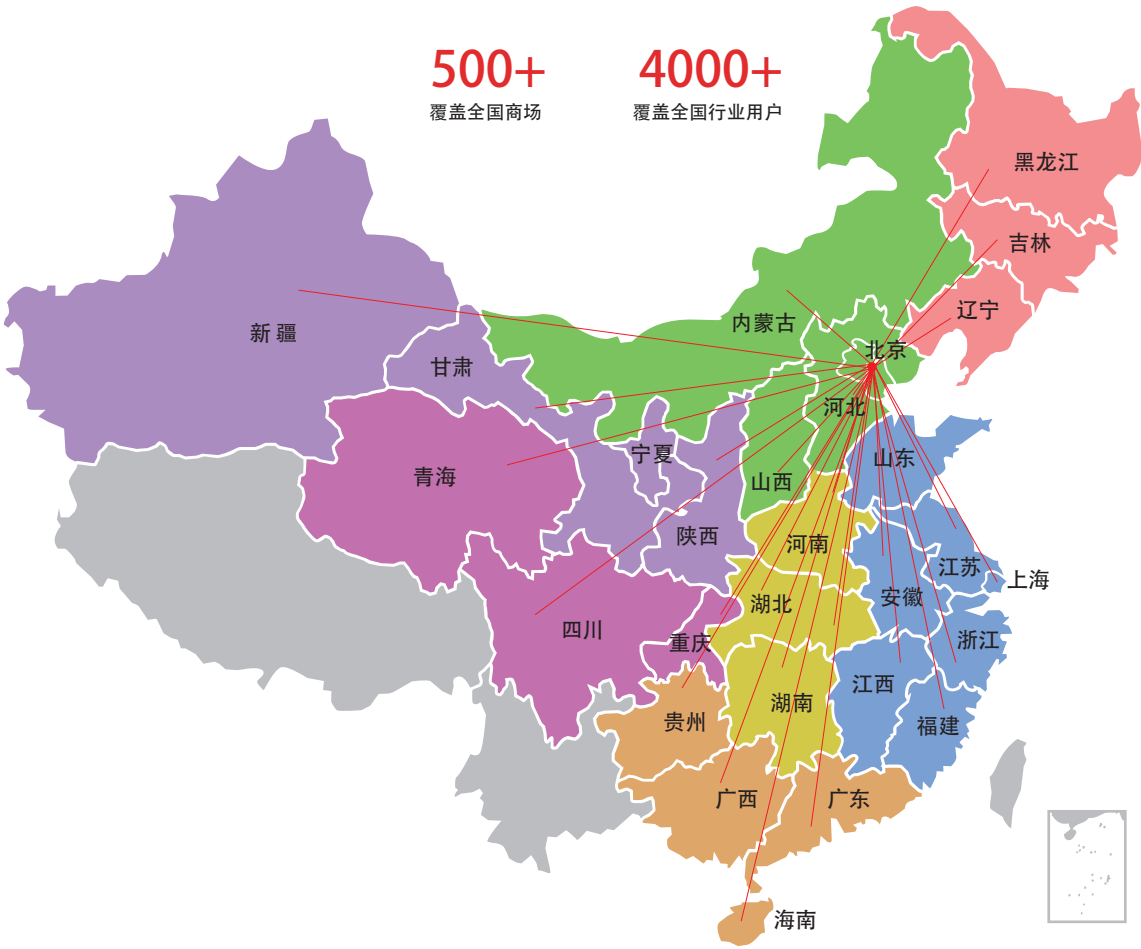 500+
4000+
覆盖全国商场
覆盖全国行业用户
黑龙江
吉林
辽宁
内蒙古
新疆
北京
甘肃
河北
宁夏
山东
青海
山西
陕西
河南
江苏
上海
安徽
湖北
四川
重庆
浙江
江西
湖南
贵州
福建
广西
广东
海南